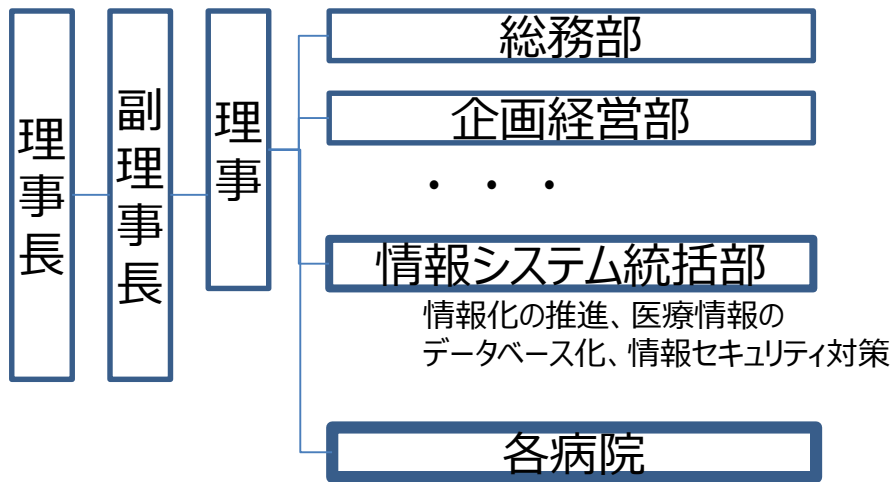 理事長
副理事長
理事
総務部
企画経営部
・・・
情報システム統括部
情報化の推進、医療情報の
データベース化、情報セキュリティ対策
各病院